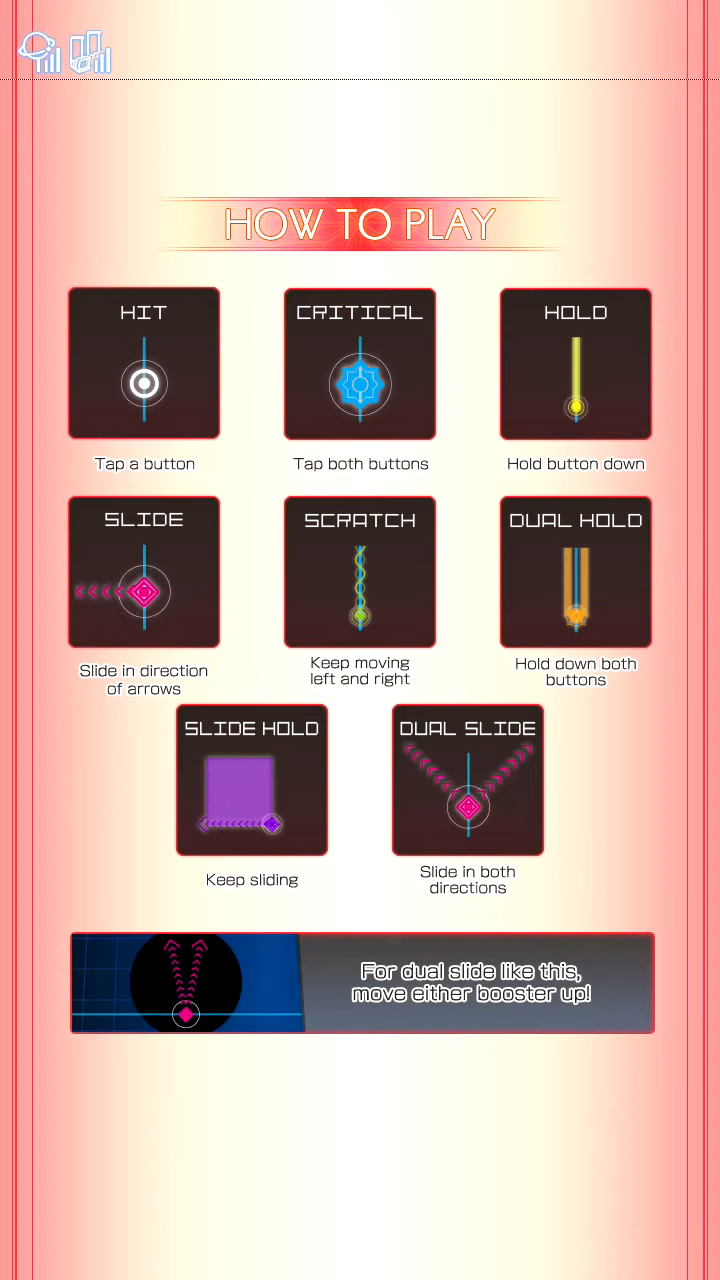 HOW TO PLAY
HIT
CRITICAL
HOLD
Tap a button
Tap both buttons
Hold button down
SLIDE
SCRATCH
DUAL HOLD
Slide in direction
of arrows
Keep moving
left and right
Hold down both
buttons
SLIDE HOLD
DUAL SLIDE
Keep sliding
Slide in both
directions
For dual slide like this,
move either booster up!